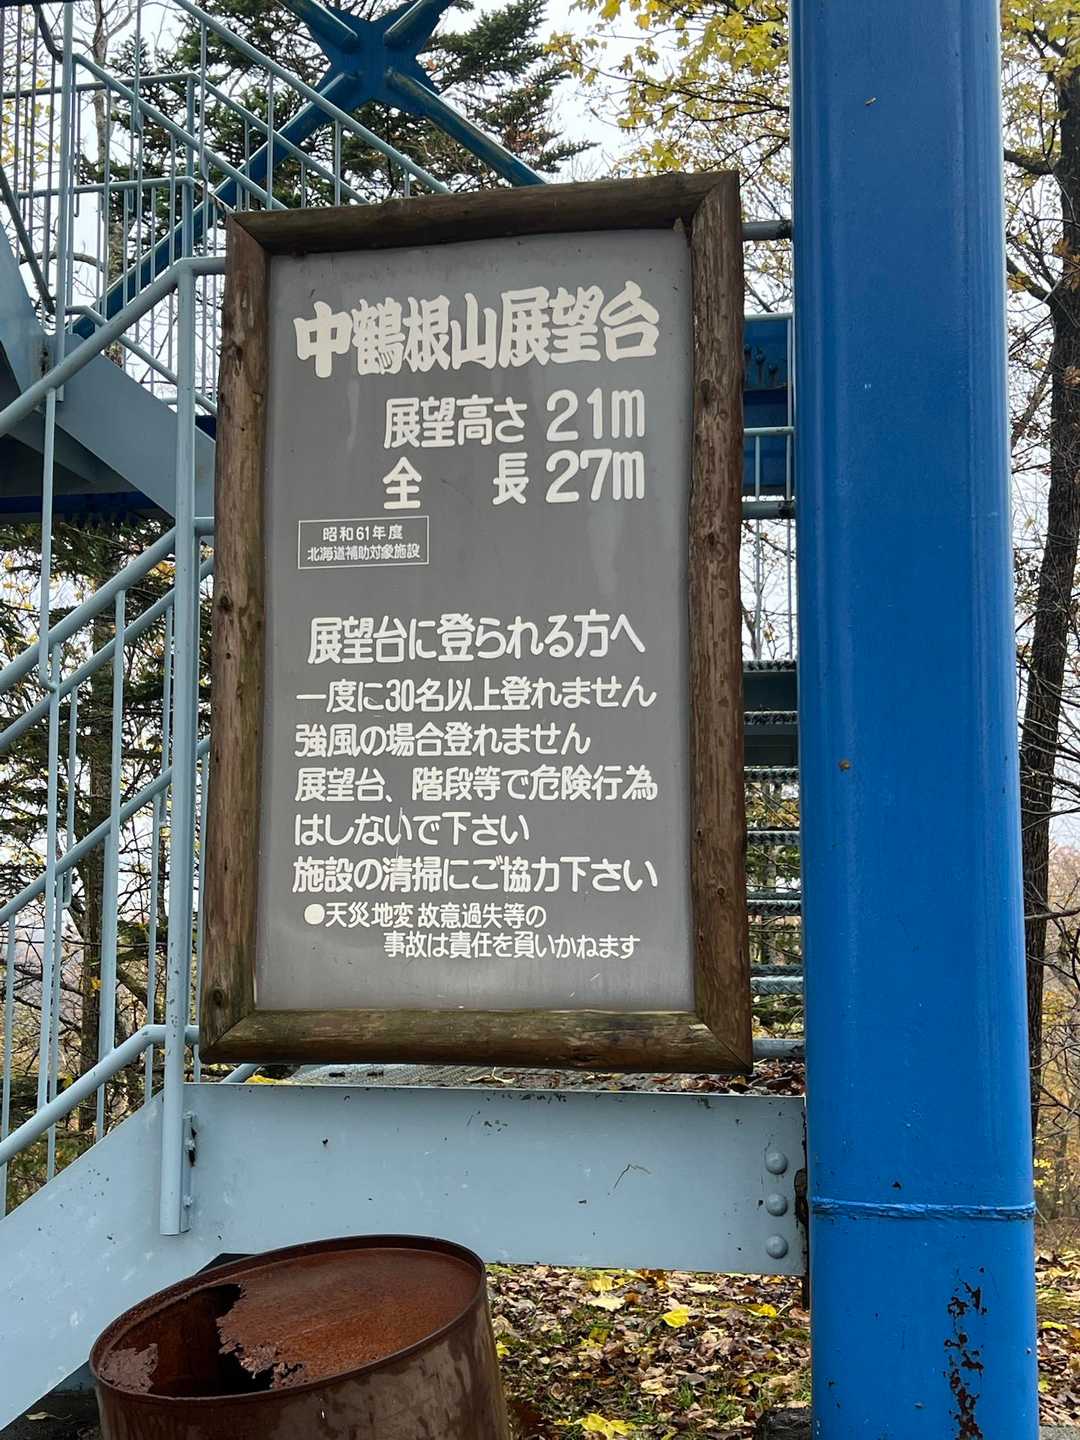 中鶴根山展望台
展望高さ 21m
全 長 27m
昭和61年度
北海道補助対象施設
展望台に登られる方へ
一度に30名以上登れません
強風の場合登れません
展望台、階段等で危険行為
はしないで下さい
施設の清掃にご協力下さい
●天災地変故意過失等の
事故は責任を負いかねます